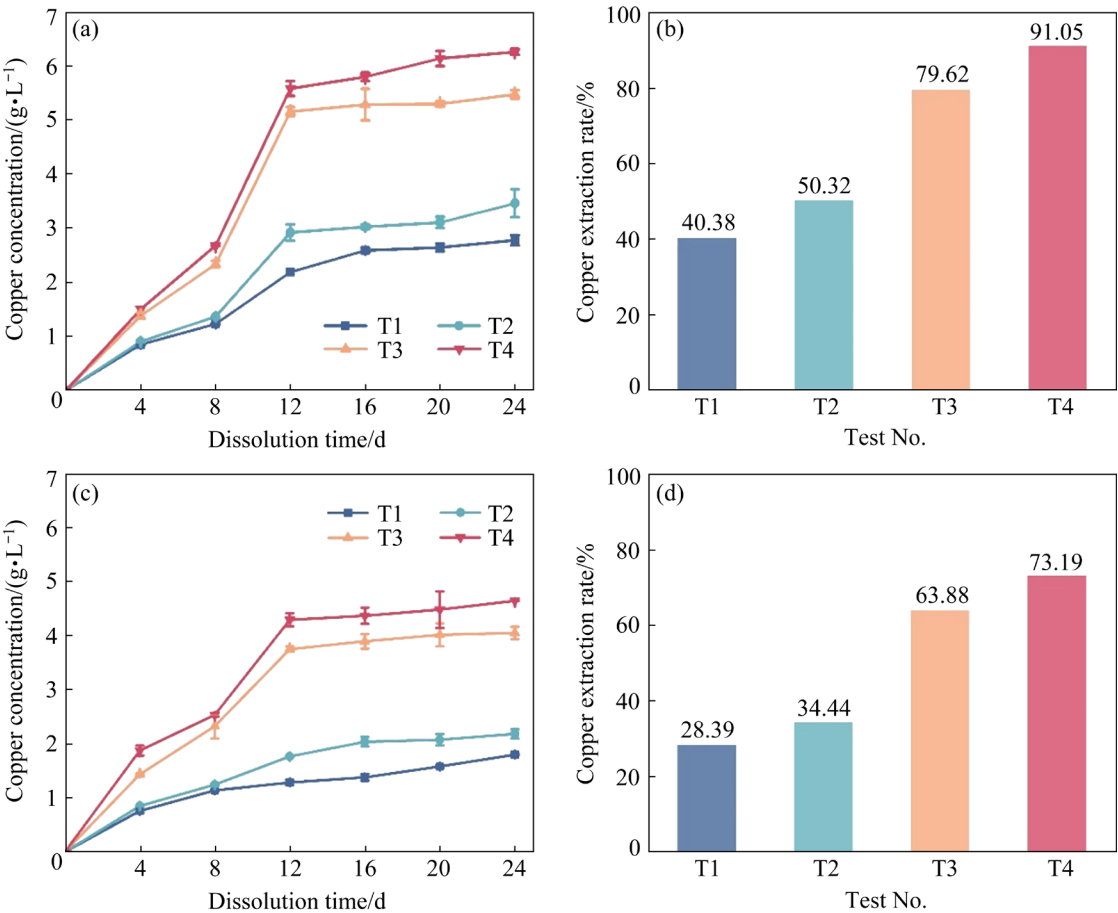 (a)
Copper concentration/(g•L⁻¹)
7
6
5
4
3
2
1
0
4 8 12 16 20 24
Dissolution time/d
T1 T2
T3 T4
(b)
Copper extraction rate/%
100
80
60
40
20
0
40.38
50.32
79.62
91.05
T1 T2 T3 T4
Test No.
(c)
Copper concentration/(g•L⁻¹)
7
6
5
4
3
2
1
0
4 8 12 16 20 24
Dissolution time/d
T1 T2
T3 T4
(d)
Copper extraction rate/%
100
80
60
40
20
0
28.39
34.44
63.88
73.19
T1 T2 T3 T4
Test No.